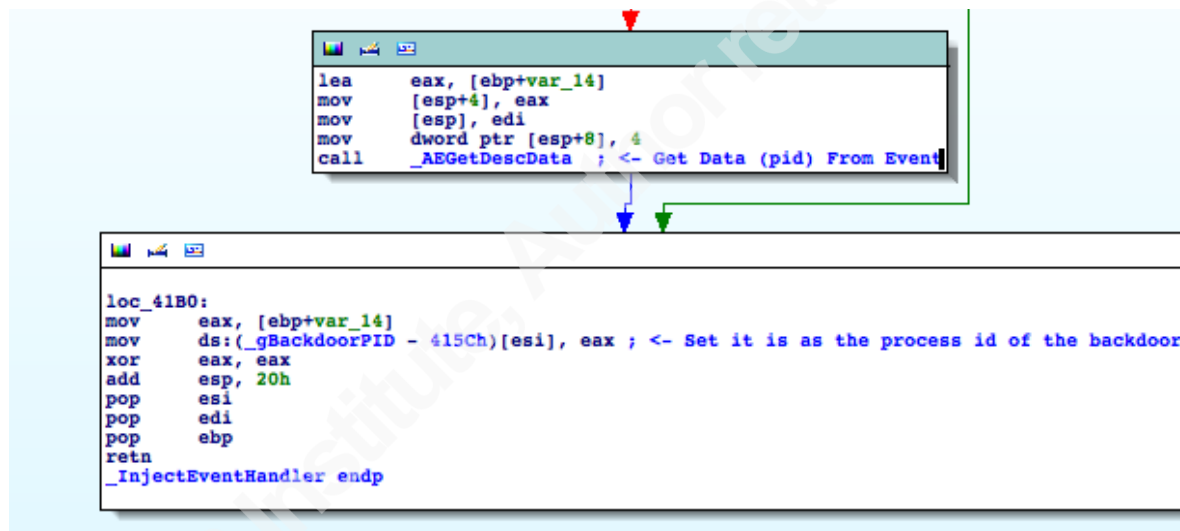 lea     eax, [ebp+var_14]
mov     [esp+4], eax
mov     [esp], edi
mov     dword ptr [esp+8], 4
call    _AEGetDescData  ; <- Get Data (pid) From Event
loc_41B0:
mov     eax, [ebp+var_14]
mov     ds:(_gBackdoorPID - 415Ch)[esi], eax ; <- Set it is as the process id of the backdoor
xor     eax, eax
add     esp, 20h
pop     esi
pop     edi
pop     ebp
retn
_InjectEventHandler endp
Institute, Author